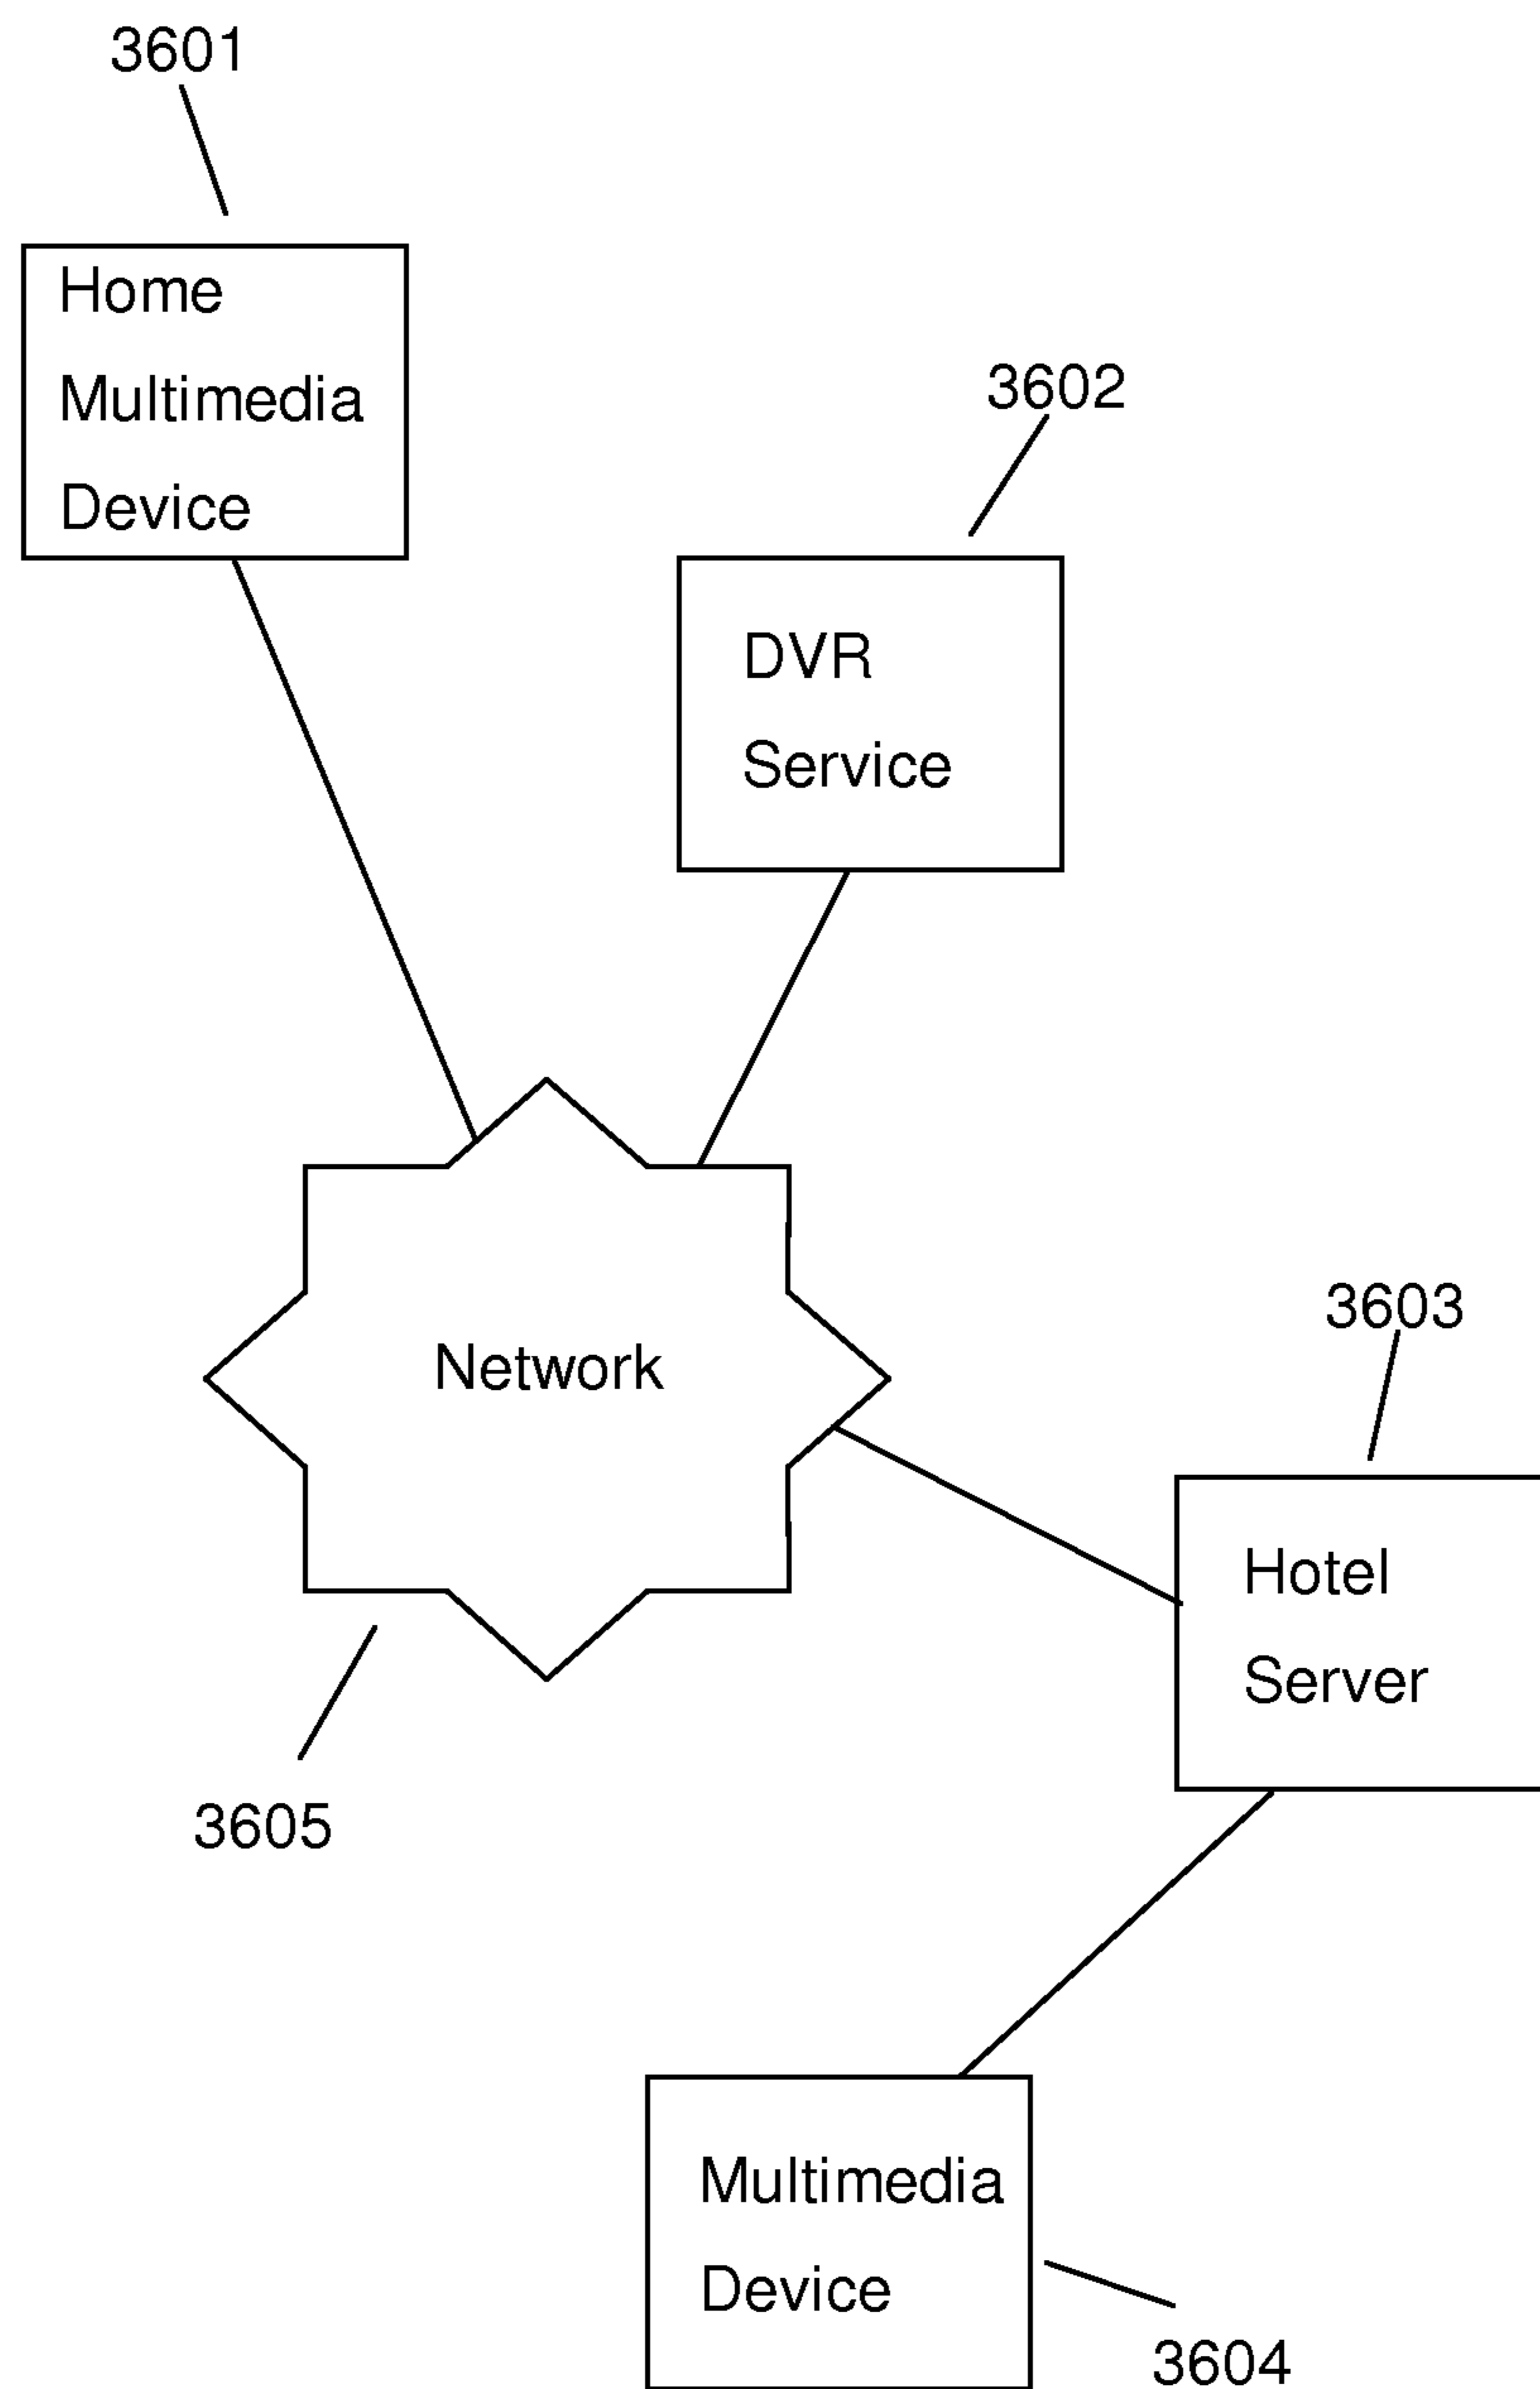 3601
Home
Multimedia
Device
3602
DVR
Service
Network
3603
Hotel
Server
3605
Multimedia
Device
3604